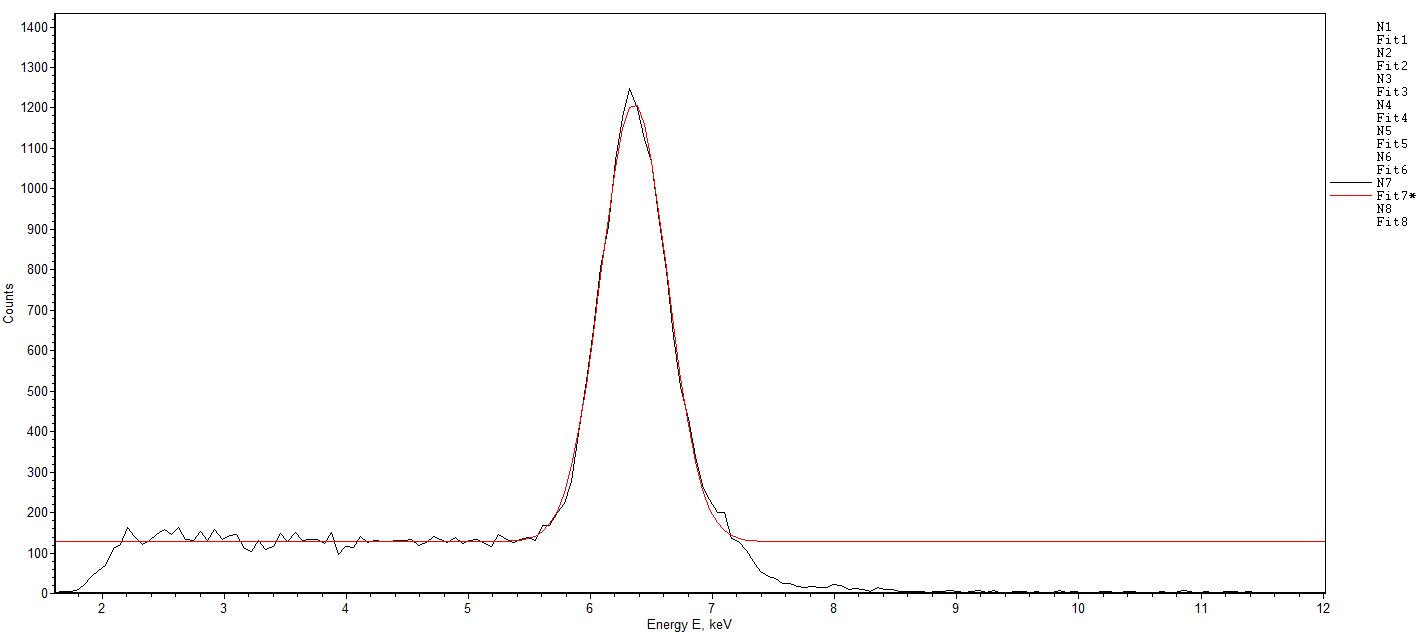 1400
1300
1200
1100
1000
900
800
700
600
500
400
300
200
100
0
Counts
2 3 4 5 6 7 8 9 10 11 12
Energy E, keV
N1
Fit1
N2
Fit2
N3
Fit3
N4
Fit4
N5
Fit5
N6
Fit6
N7
Fit7*
N8
Fit8